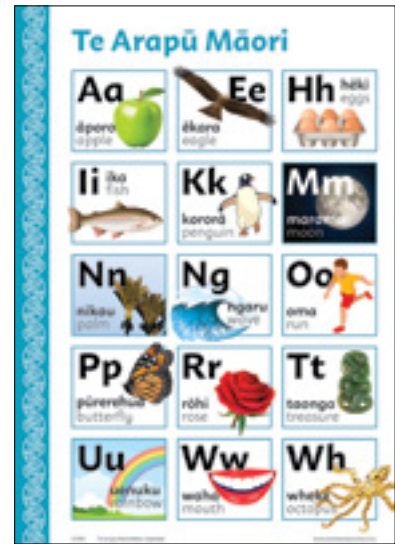 Te Arapū Māori
Aa
āporo
apple
Ee
ēkara
eagle
Hh
hēki
eggs
Ii
ika
fish
Kk
kororā
penguin
Mm
marama
moon
Nn
nīkau
palm
Ng
ngaru
wave
Oo
oma
run
Pp
pūrerehua
butterfly
Rr
rōhi
rose
Tt
taonga
treasure
Uu
uenuku
rainbow
Ww
waha
mouth
Wh
wheke
octopus